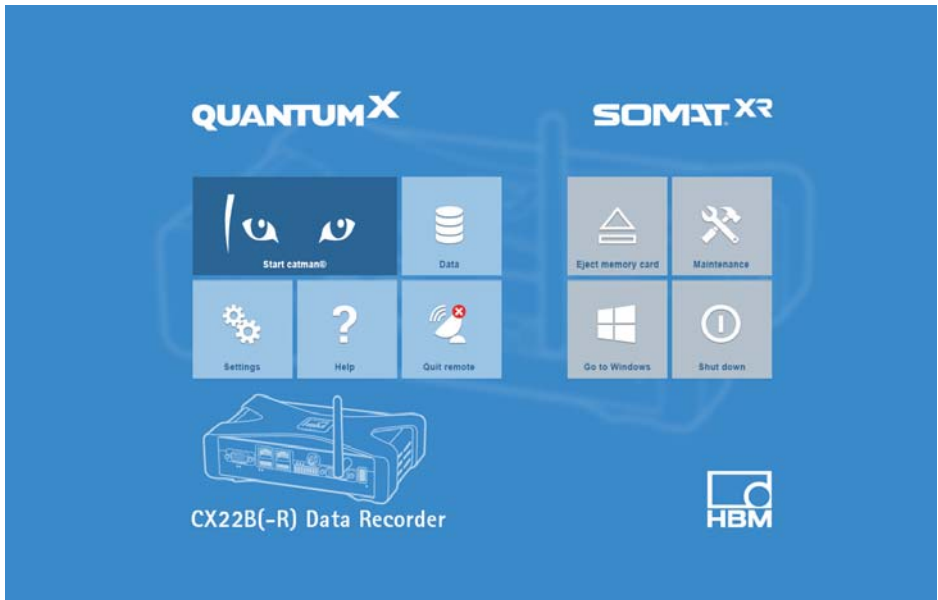 QUANTUMX
SOMAT XR
Start catman®
Data
Eject memory card
Maintenance
Settings
Help
Quit remote
Go to Windows
Shut down
CX22B(-R) Data Recorder
HBM